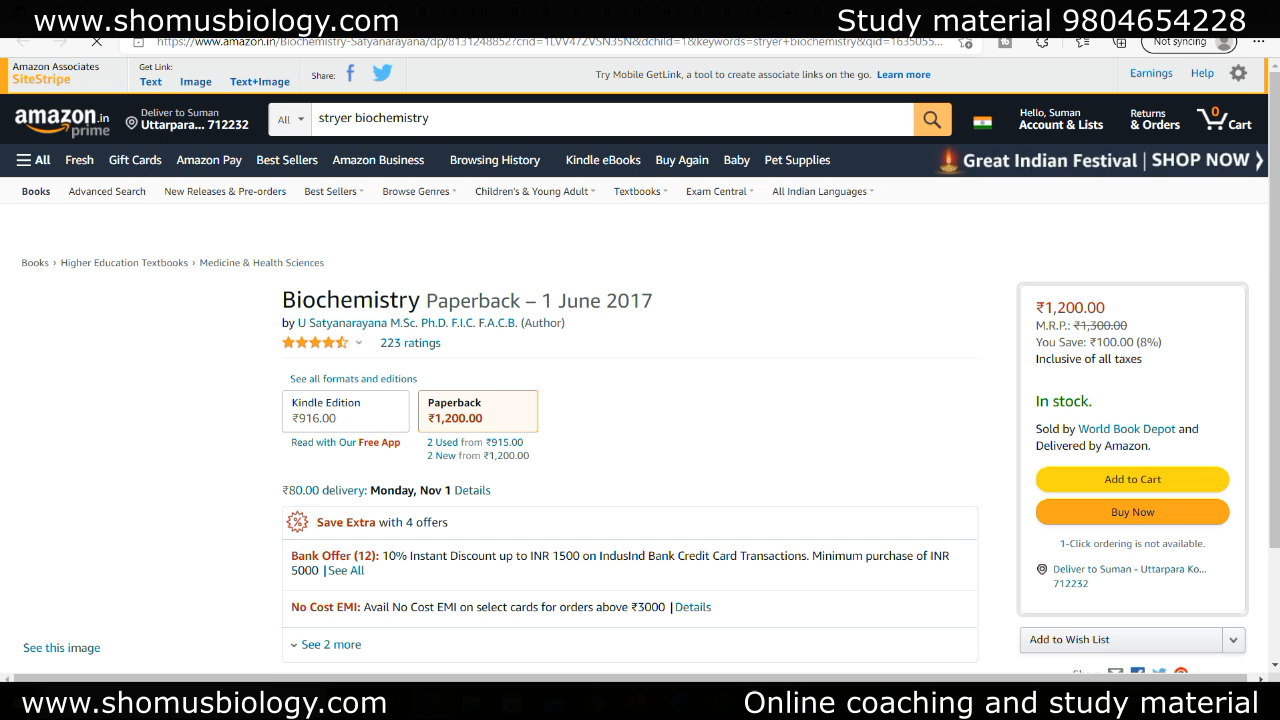 www.shomusbiology.com
Study material 9804654228
Not syncing
Amazon Associates
SiteStripe
Get Link:
Text Image Text+Image
Share:
Try Mobile GetLink, a tool to create associate links on the go. Learn more
Earnings Help
amazon.in
prime
Deliver to Suman
Uttarpara... 712232
All
stryer biochemistry
Hello, Suman
Account & Lists
Returns
& Orders
0
Cart
All Fresh Gift Cards Amazon Pay Best Sellers Amazon Business Browsing History Kindle eBooks Buy Again Baby Pet Supplies
Great Indian Festival | SHOP NOW
Books Advanced Search New Releases & Pre-orders Best Sellers Browse Genres Children's & Young Adult Textbooks Exam Central All Indian Languages
Books › Higher Education Textbooks › Medicine & Health Sciences
Biochemistry Paperback – 1 June 2017
by U Satyanarayana M.Sc. Ph.D. F.I.C. F.A.C.B. (Author)
223 ratings
See all formats and editions
Kindle Edition
₹916.00
Read with Our Free App
Paperback
₹1,200.00
2 Used from ₹915.00
2 New from ₹1,200.00
₹80.00 delivery: Monday, Nov 1 Details
Save Extra with 4 offers
Bank Offer (12): 10% Instant Discount up to INR 1500 on IndusInd Bank Credit Card Transactions. Minimum purchase of INR
5000 |See All
No Cost EMI: Avail No Cost EMI on select cards for orders above ₹3000 |Details
See 2 more
See this image
₹1,200.00
M.R.P.: ₹1,300.00
You Save: ₹100.00 (8%)
Inclusive of all taxes
In stock.
Sold by World Book Depot and
Delivered by Amazon.
Add to Cart
Buy Now
1-Click ordering is not available.
Deliver to Suman - Uttarpara Ko...
712232
Add to Wish List
www.shomusbiology.com
Online coaching and study material